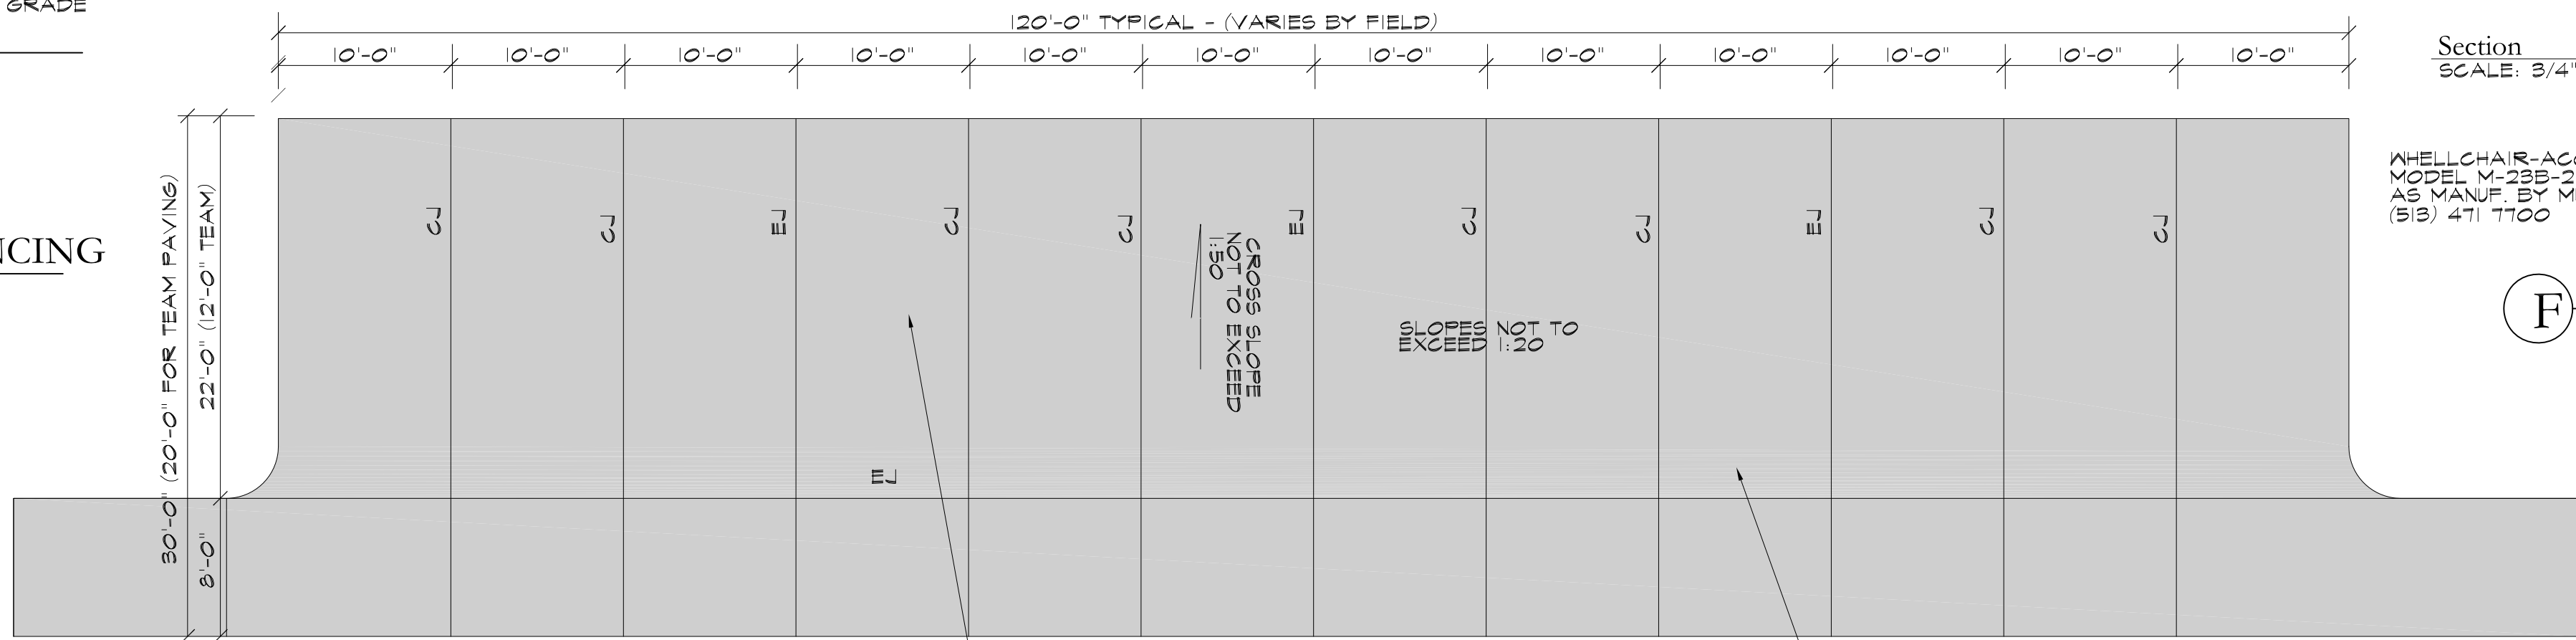 GRADE
120'-0" TYPICAL - (VARIES BY FIELD)
10'-0" 10'-0" 10'-0" 10'-0" 10'-0" 10'-0" 10'-0" 10'-0" 10'-0" 10'-0" 10'-0" 10'-0"
Section
SCALE: 3/4"
WHELLCHAIR-AC
MODEL M-23B-2
AS MANUF. BY M
(513) 471 7700
F
NCING
30'-0" (20'-0" FOR TEAM PAVING)
22'-0" (12'-0" TEAM)
8'-0"
CJ CJ EJ CJ CJ EJ CJ CJ EJ CJ CJ
CROSS SLOPE
NOT TO EXCEED
1:50
SLOPES NOT TO
EXCEED 1:20
EJ